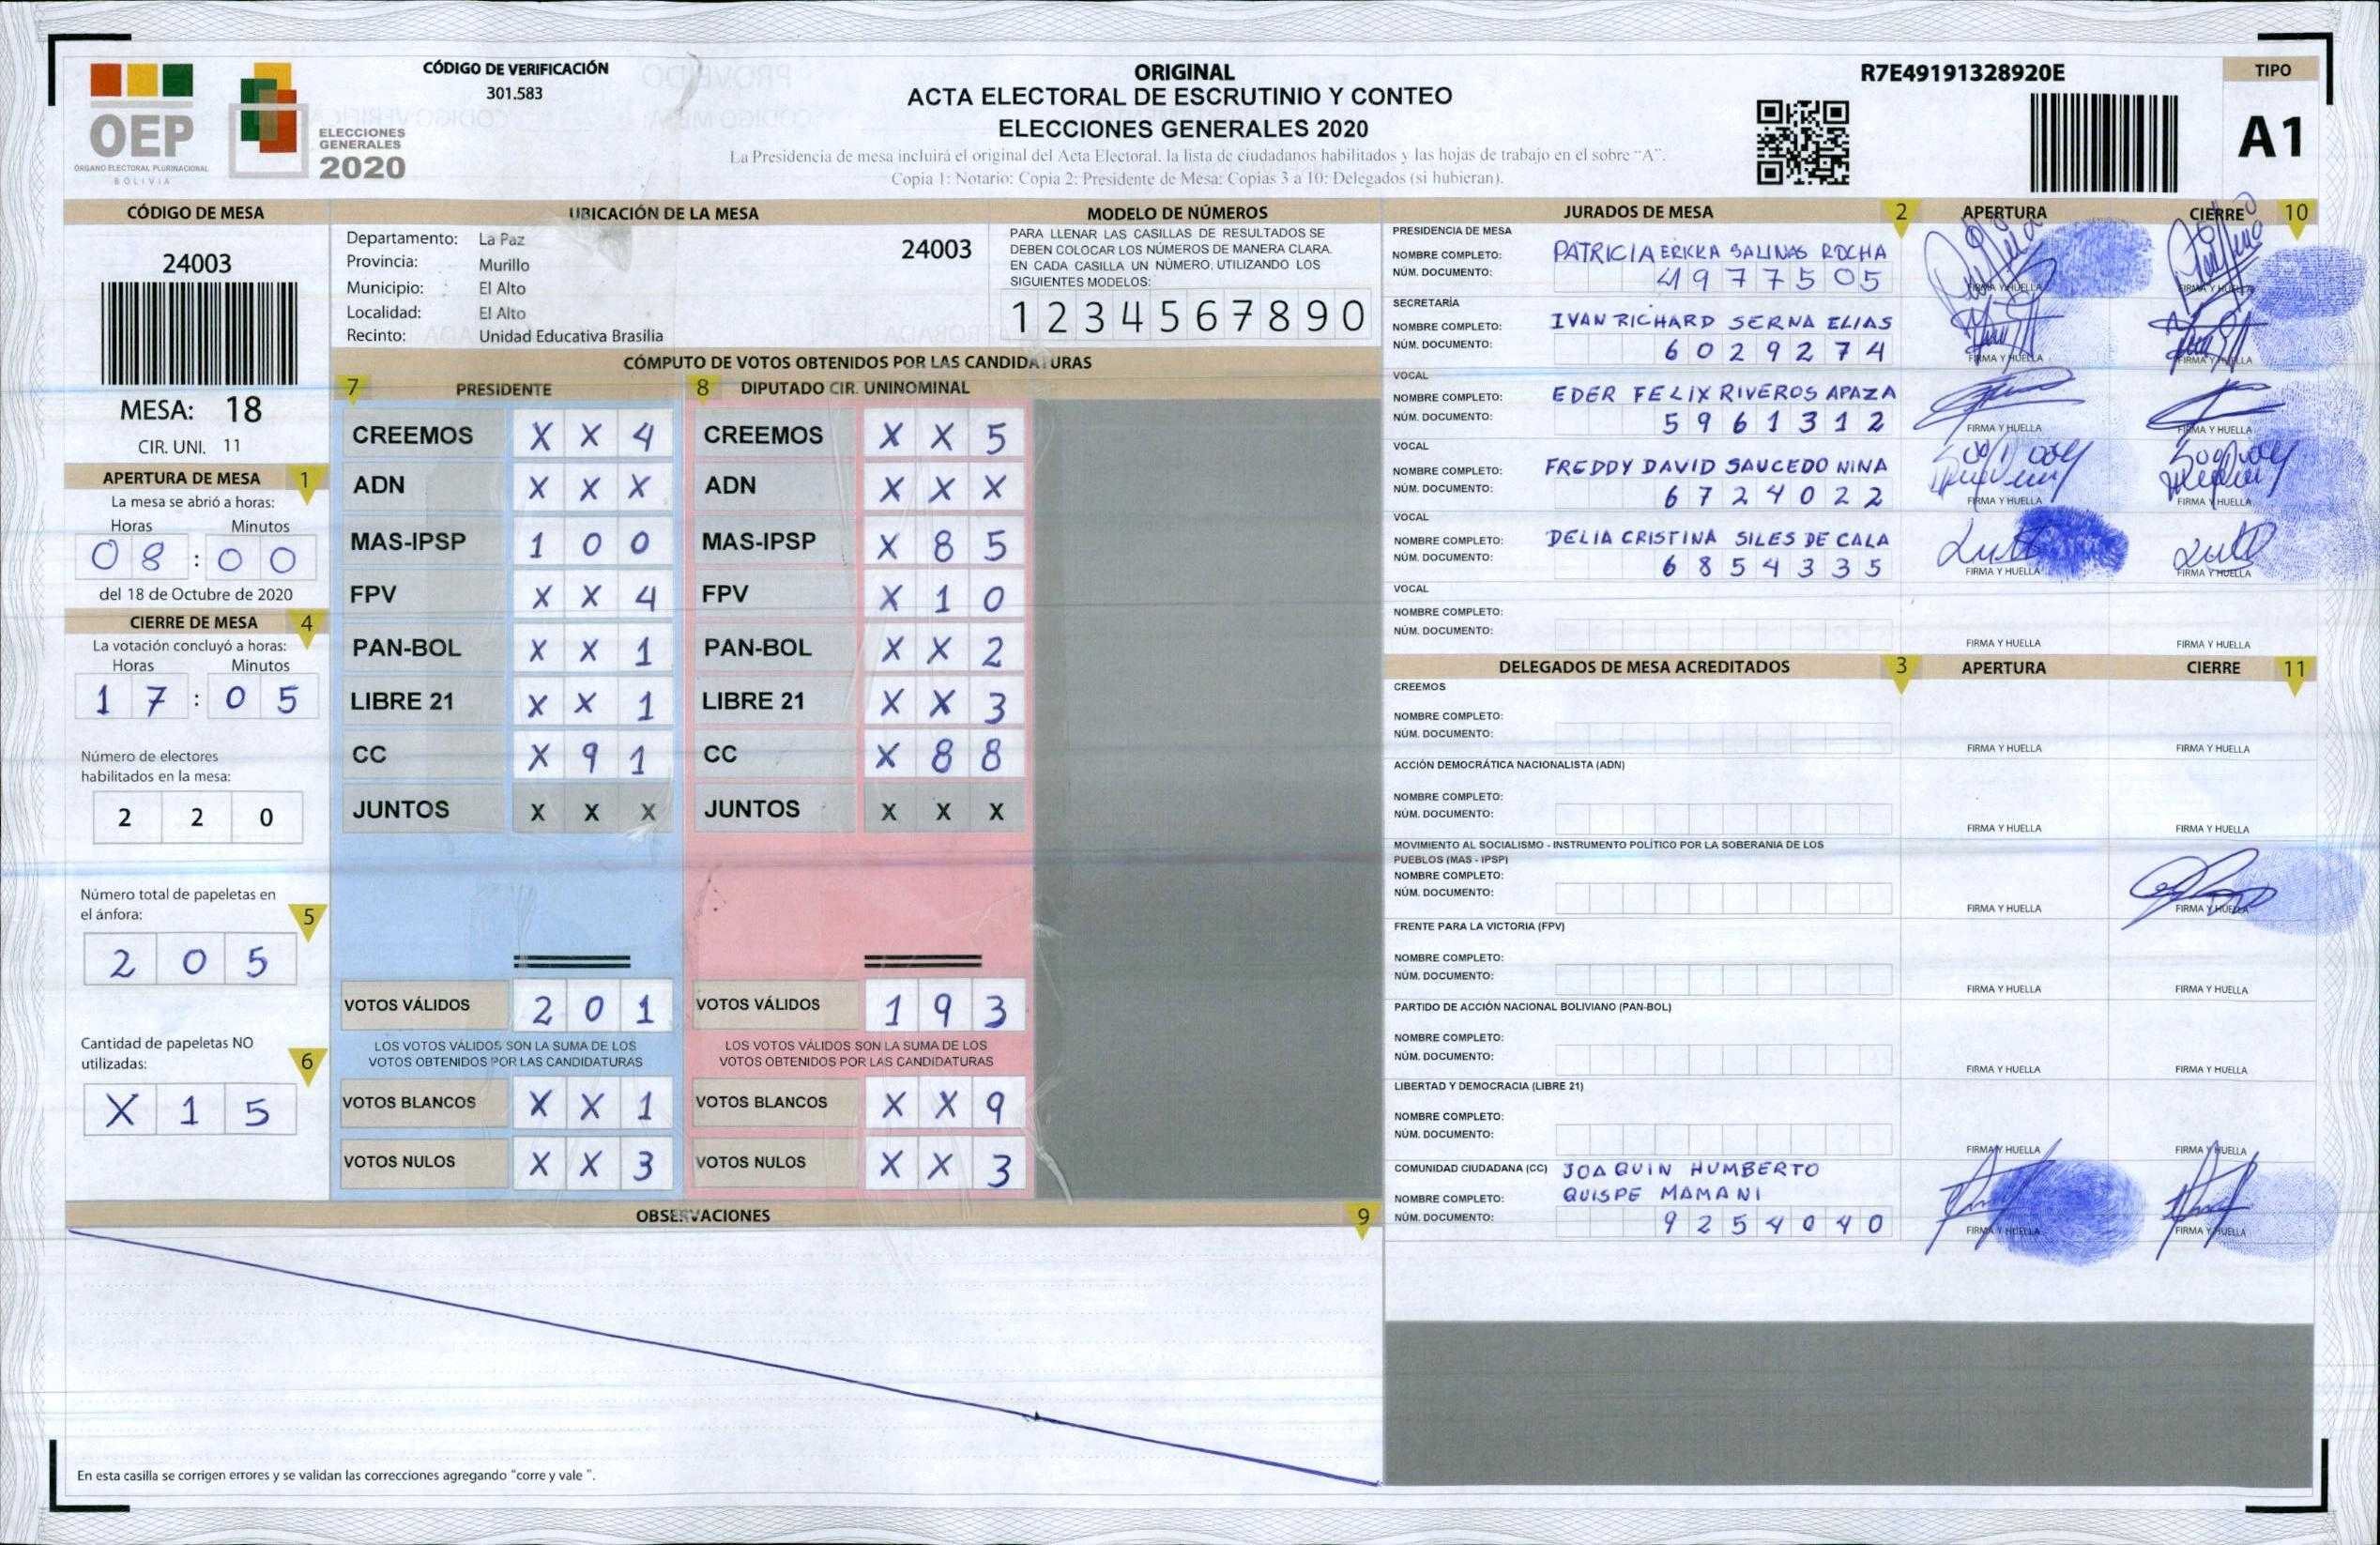 OEP
ÓRGANO ELECTORAL PLURINACIONAL
BOLIVIA
ELECCIONES
GENERALES
2020
CÓDIGO DE VERIFICACIÓN
301.583
ORIGINAL
ACTA ELECTORAL DE ESCRUTINIO Y CONTEO
ELECCIONES GENERALES 2020
La Presidencia de mesa incluirá el original del Acta Electoral, la lista de ciudadanos habilitados y las hojas de trabajo en el sobre "A".
Copia 1: Notario: Copia 2: Presidente de Mesa: Copias 3 a 10: Delegados (si hubieran).
R7E49191328920E
TIPO
A1
CÓDIGO DE MESA
24003
MESA: 18
CIR. UNI. 11
APERTURA DE MESA 1
La mesa se abrió a horas:
Horas Minutos
08 : 00
del 18 de Octubre de 2020
CIERRE DE MESA 4
La votación concluyó a horas:
Horas Minutos
17 : 05
Número de electores
habilitados en la mesa:
2 2 0
Número total de papeletas en
el ánfora: 5
2 0 5
Cantidad de papeletas NO
utilizadas: 6
X 1 5
UBICACIÓN DE LA MESA
Departamento: La Paz
Provincia: Murillo
Municipio: El Alto
Localidad: El Alto
Recinto: Unidad Educativa Brasilia
24003
MODELO DE NÚMEROS
PARA LLENAR LAS CASILLAS DE RESULTADOS SE
DEBEN COLOCAR LOS NÚMEROS DE MANERA CLARA.
EN CADA CASILLA UN NÚMERO, UTILIZANDO LOS
SIGUIENTES MODELOS:
1 2 3 4 5 6 7 8 9 0
CÓMPUTO DE VOTOS OBTENIDOS POR LAS CANDIDATURAS
7 PRESIDENTE
CREEMOS X X 4
ADN X X X
MAS-IPSP 1 0 0
FPV X X 4
PAN-BOL X X 1
LIBRE 21 X X 1
CC X 9 1
JUNTOS X X X
VOTOS VÁLIDOS 2 0 1
LOS VOTOS VÁLIDOS SON LA SUMA DE LOS
VOTOS OBTENIDOS POR LAS CANDIDATURAS
VOTOS BLANCOS X X 1
VOTOS NULOS X X 3
8 DIPUTADO CIR. UNINOMINAL
CREEMOS X X 5
ADN X X X
MAS-IPSP X 8 5
FPV X 1 0
PAN-BOL X X 2
LIBRE 21 X X 3
CC X 8 8
JUNTOS X X X
VOTOS VÁLIDOS 1 9 3
LOS VOTOS VÁLIDOS SON LA SUMA DE LOS
VOTOS OBTENIDOS POR LAS CANDIDATURAS
VOTOS BLANCOS X X 9
VOTOS NULOS X X 3
OBSERVACIONES 9
En esta casilla se corrigen errores y se validan las correcciones agregando "corre y vale ".
JURADOS DE MESA 2 APERTURA CIERRE 10
PRESIDENCIA DE MESA
NOMBRE COMPLETO: PATRICIA ERIKKA SALINAS ROCHA
NÚM. DOCUMENTO: 4977505
FIRMA Y HUELLA FIRMA Y HUELLA
SECRETARÍA
NOMBRE COMPLETO: IVAN RICHARD SERNA ELIAS
NÚM. DOCUMENTO: 6029274
FIRMA Y HUELLA FIRMA Y HUELLA
VOCAL
NOMBRE COMPLETO: EDER FELIX RIVEROS APAZA
NÚM. DOCUMENTO: 5961312
FIRMA Y HUELLA FIRMA Y HUELLA
VOCAL
NOMBRE COMPLETO: FREDDY DAVID SAUCEDO NINA
NÚM. DOCUMENTO: 6724022
FIRMA Y HUELLA FIRMA Y HUELLA
VOCAL
NOMBRE COMPLETO: DELIA CRISTINA SILES DE CALA
NÚM. DOCUMENTO: 6854335
FIRMA Y HUELLA FIRMA Y HUELLA
VOCAL
NOMBRE COMPLETO:
NÚM. DOCUMENTO:
FIRMA Y HUELLA FIRMA Y HUELLA
DELEGADOS DE MESA ACREDITADOS 3 APERTURA CIERRE 11
CREEMOS
NOMBRE COMPLETO:
NÚM. DOCUMENTO:
FIRMA Y HUELLA FIRMA Y HUELLA
ACCIÓN DEMOCRÁTICA NACIONALISTA (ADN)
NOMBRE COMPLETO:
NÚM. DOCUMENTO:
FIRMA Y HUELLA FIRMA Y HUELLA
MOVIMIENTO AL SOCIALISMO - INSTRUMENTO POLÍTICO POR LA SOBERANIA DE LOS
PUEBLOS (MAS - IPSP)
NOMBRE COMPLETO:
NÚM. DOCUMENTO:
FIRMA Y HUELLA FIRMA Y HUELLA
FRENTE PARA LA VICTORIA (FPV)
NOMBRE COMPLETO:
NÚM. DOCUMENTO:
FIRMA Y HUELLA FIRMA Y HUELLA
PARTIDO DE ACCIÓN NACIONAL BOLIVIANO (PAN-BOL)
NOMBRE COMPLETO:
NÚM. DOCUMENTO:
FIRMA Y HUELLA FIRMA Y HUELLA
LIBERTAD Y DEMOCRACIA (LIBRE 21)
NOMBRE COMPLETO:
NÚM. DOCUMENTO:
FIRMA Y HUELLA FIRMA Y HUELLA
COMUNIDAD CIUDADANA (CC) JOAQUIN HUMBERTO
NOMBRE COMPLETO: QUISPE MAMANI
NÚM. DOCUMENTO: 9254040
FIRMA Y HUELLA FIRMA Y HUELLA